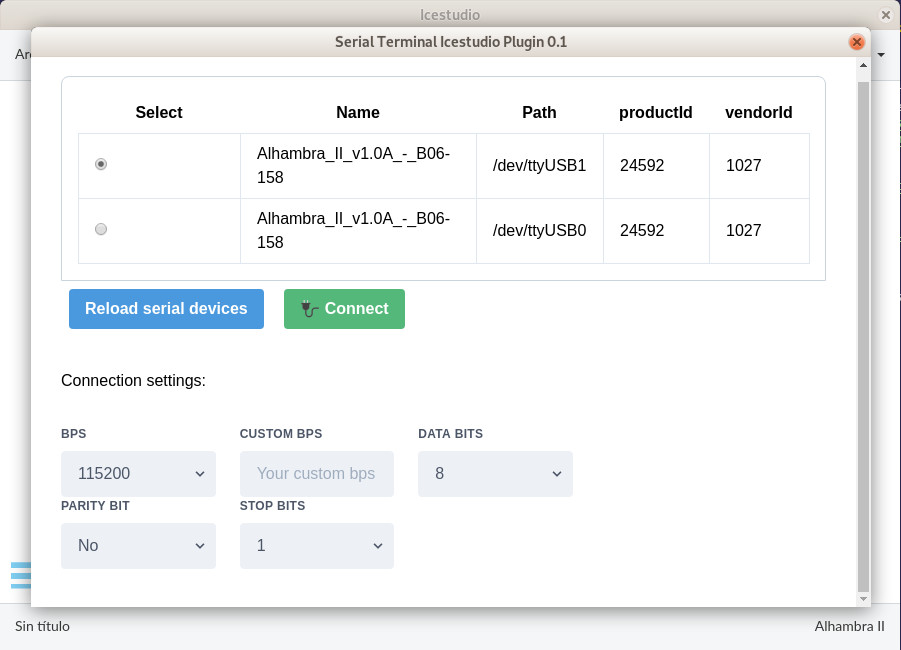 Icestudio
Serial Terminal Icestudio Plugin 0.1
Select Name Path productId vendorId
Alhambra_II_v1.0A_-_B06-
158
/dev/ttyUSB1 24592 1027
Alhambra_II_v1.0A_-_B06-
158
/dev/ttyUSB0 24592 1027
Reload serial devices Connect
Connection settings:
BPS CUSTOM BPS DATA BITS
115200 Your custom bps 8
PARITY BIT STOP BITS
No 1
Sin título Alhambra II